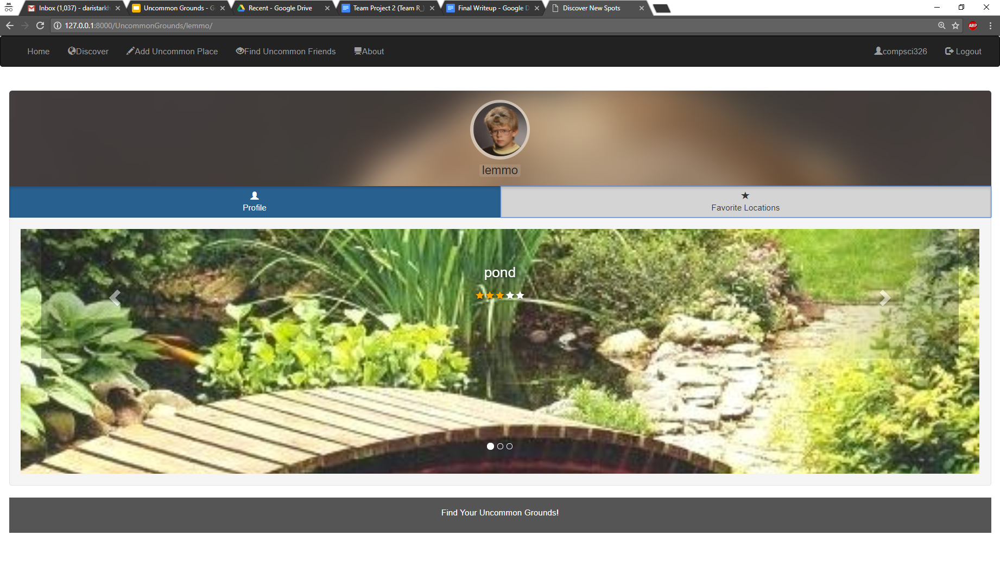 Inbox (1,037) - daristarkh
Uncommon Grounds - G
Recent - Google Drive
Team Project 2 (Team R_
Final Writeup - Google D
Discover New Spots
127.0.0.1:8000/UncommonGrounds/lemmo/
ABP
Home
Discover
Add Uncommon Place
Find Uncommon Friends
About
compsci326
Logout
lemmo
Profile
Favorite Locations
pond
Find Your Uncommon Grounds!